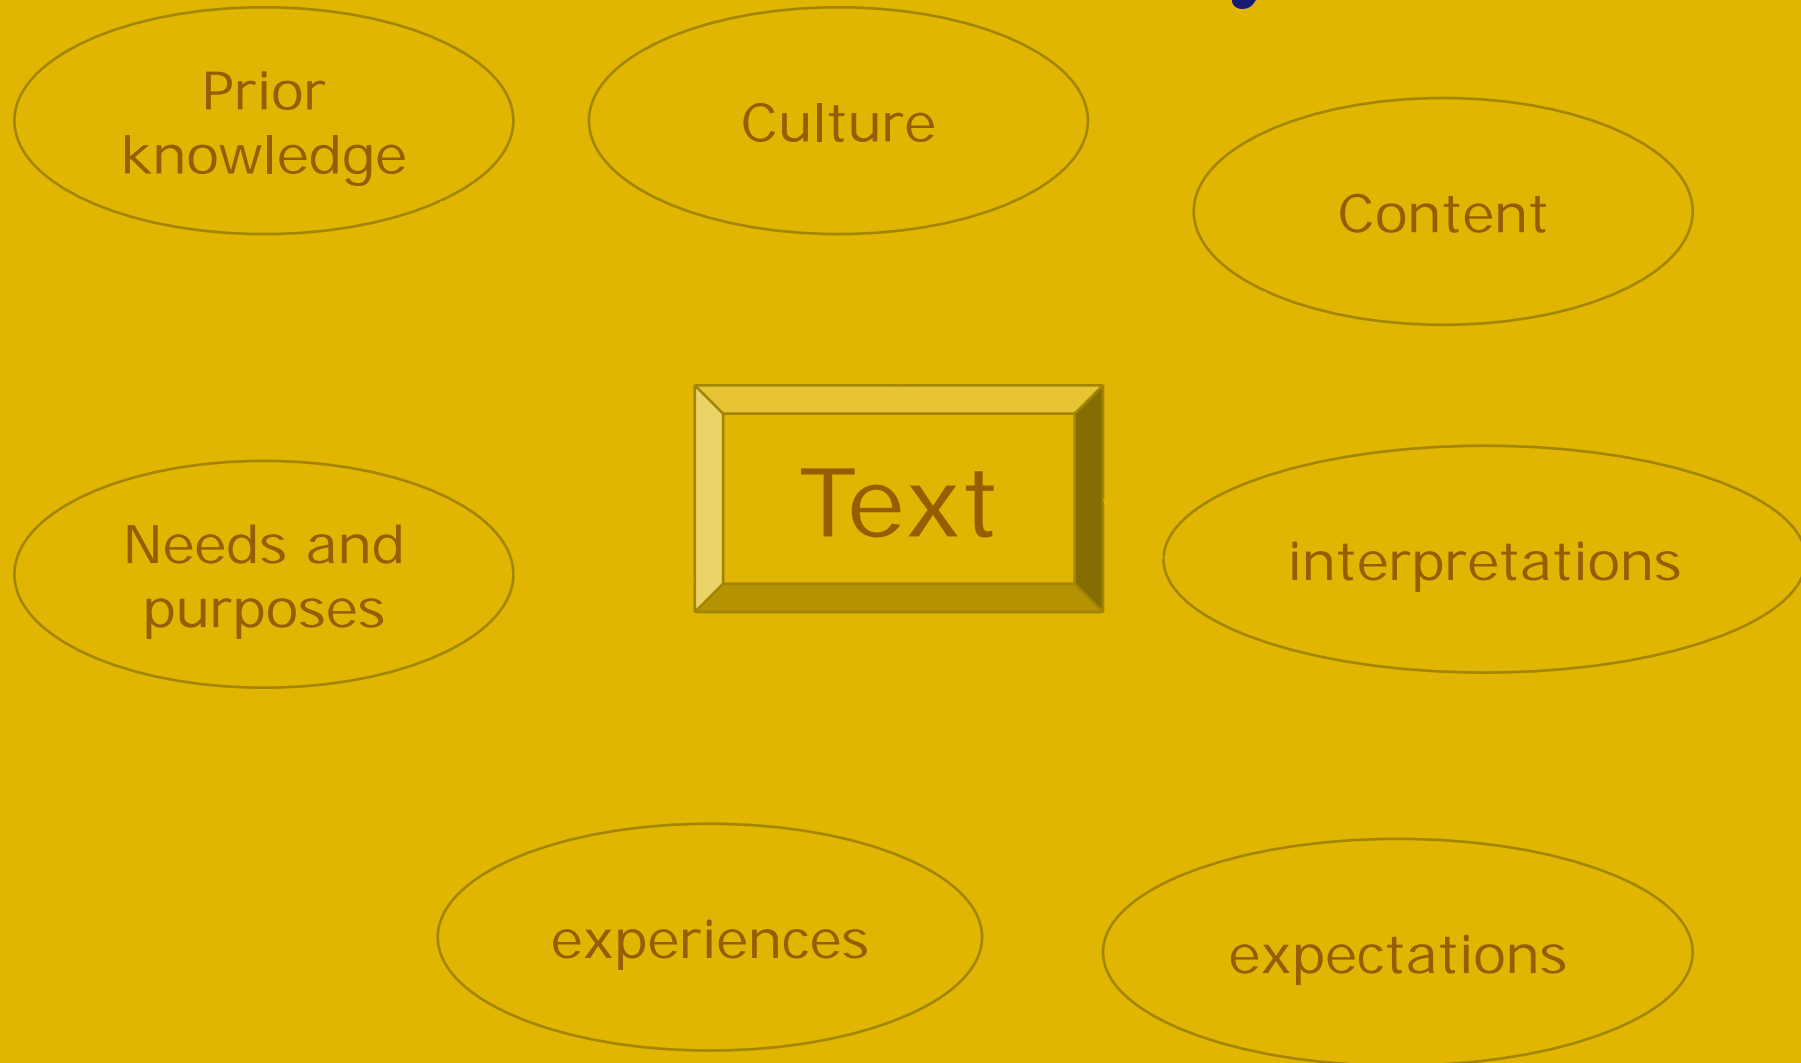 Prior
knowledge
Culture
Content
Text
Needs and
purposes
interpretations
experiences
expectations